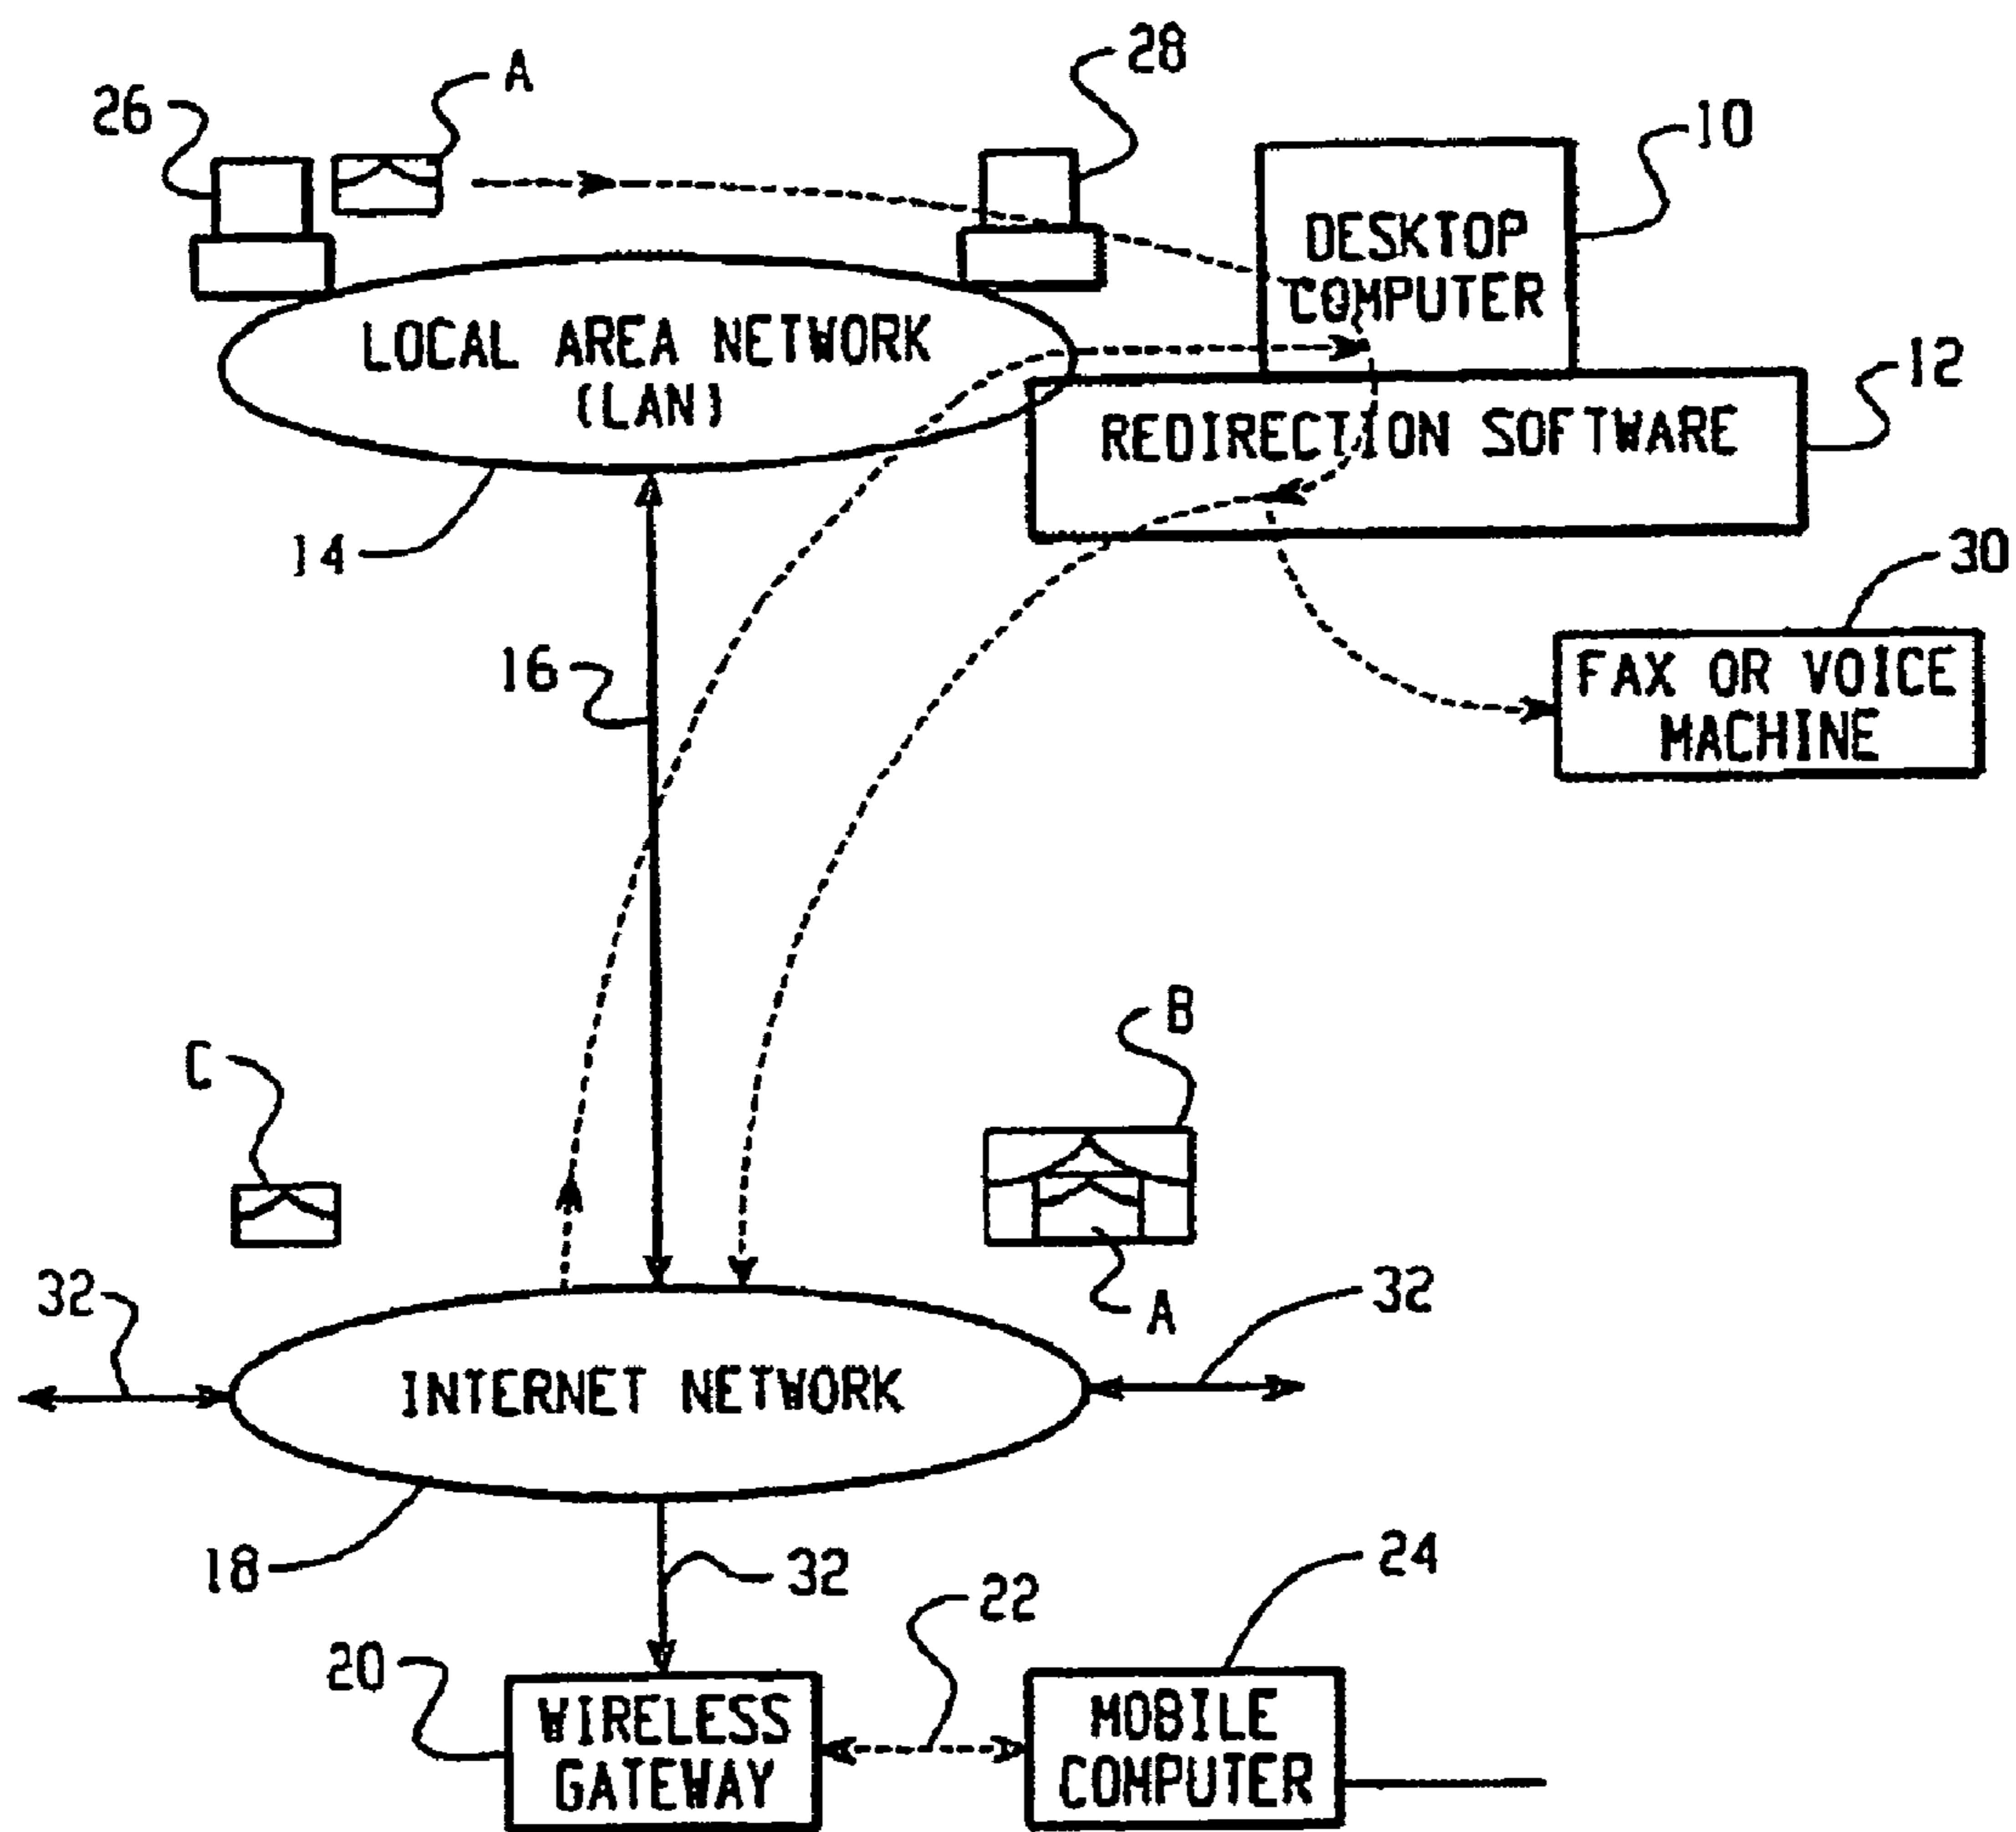 28
A
26
10
DESKTOP
COMPUTER
LOCAL AREA NETWORK
(LAN)
12
REDIRECTION SOFTWARE
14
30
16
FAX OR VOICE
MACHINE
B
C
32
A
32
INTERNET NETWORK
18
32
24
22
20
WIRELESS
GATEWAY
MOBILE
COMPUTER